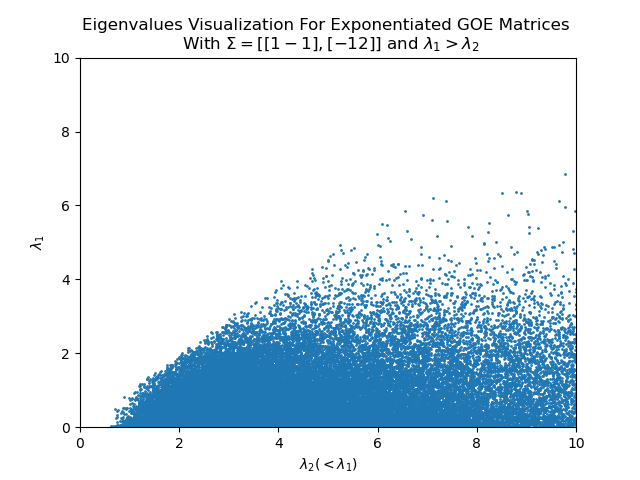 Eigenvalues Visualization For Exponentiated GOE Matrices
With Σ = [[1 − 1], [−12]] and λ₁ > λ₂
10
8
6
4
2
0
λ₁
0 2 4 6 8 10
λ₂( < λ₁)